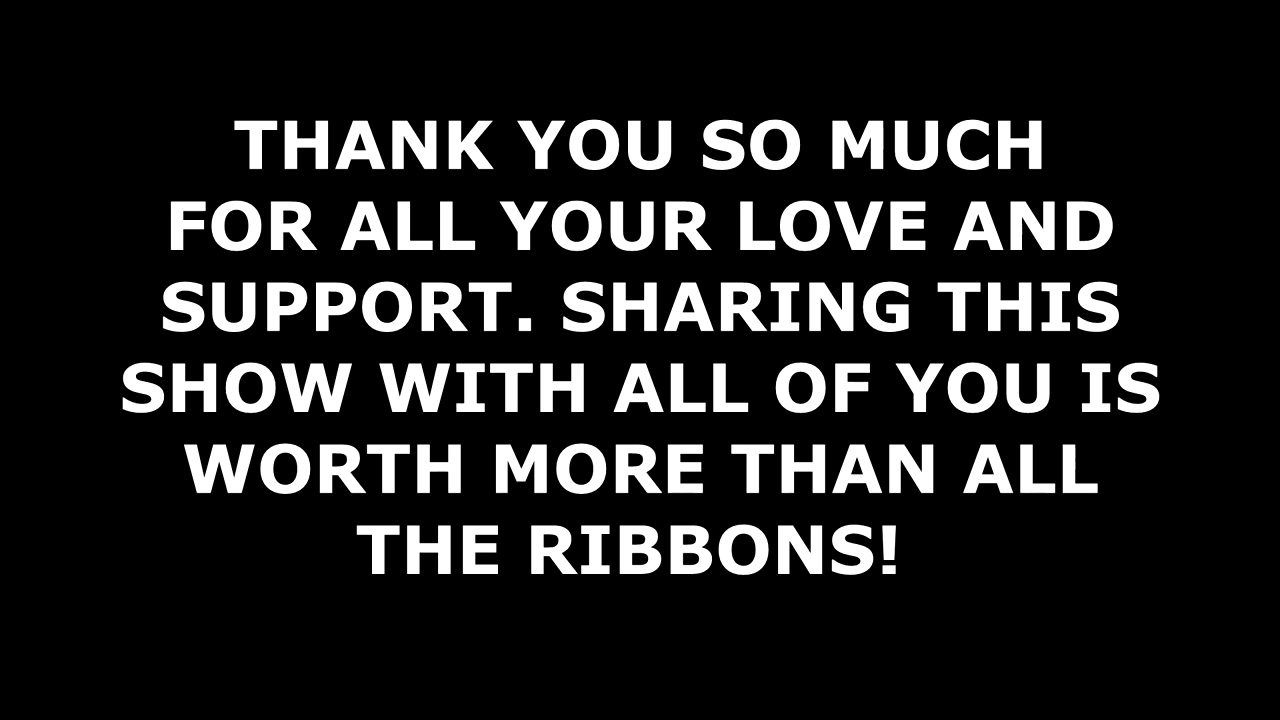 THANK YOU SO MUCH
FOR ALL YOUR LOVE AND
SUPPORT. SHARING THIS
SHOW WITH ALL OF YOU IS
WORTH MORE THAN ALL
THE RIBBONS!